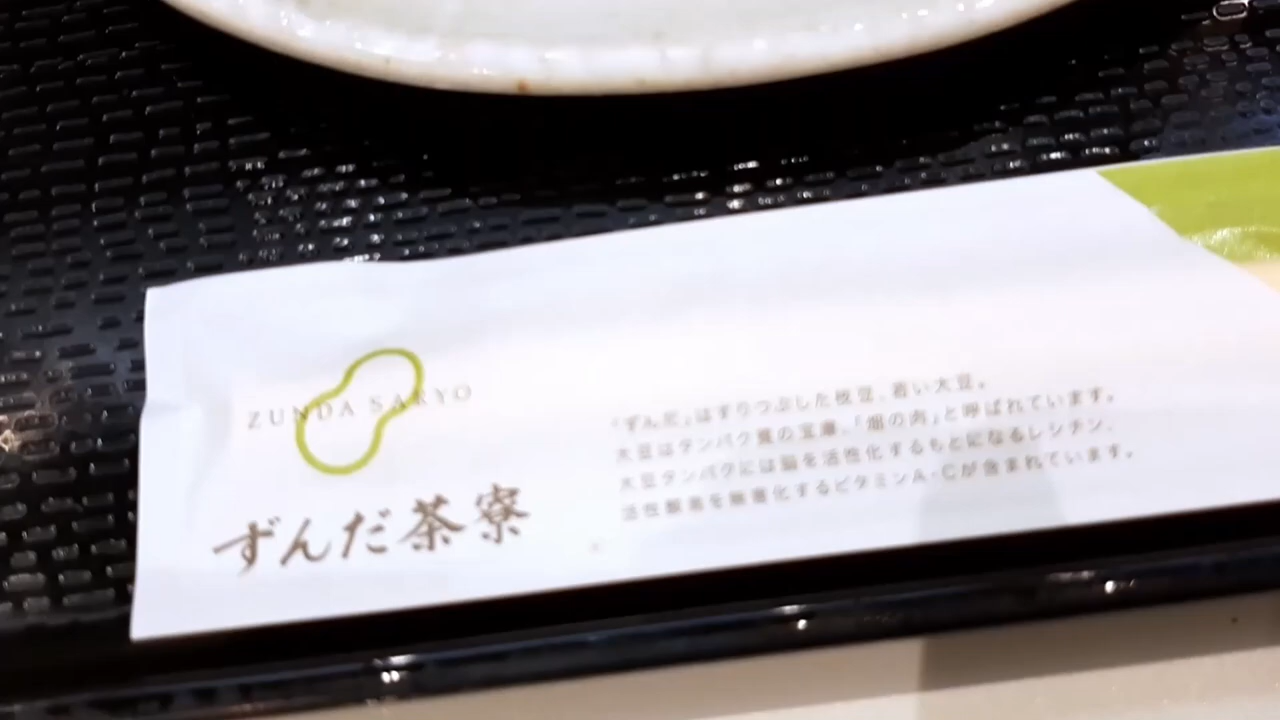 ZUNDA SARYO
ずんだ茶寮
「ずんだ」はすりつぶした枝豆、若い大豆。
大豆はタンパク質の宝庫、「畑の肉」と呼ばれています。
大豆タンパクには脳を活性化するもとになるレシチン、
活性酸素を無害化するビタミンA・Cが含まれています。